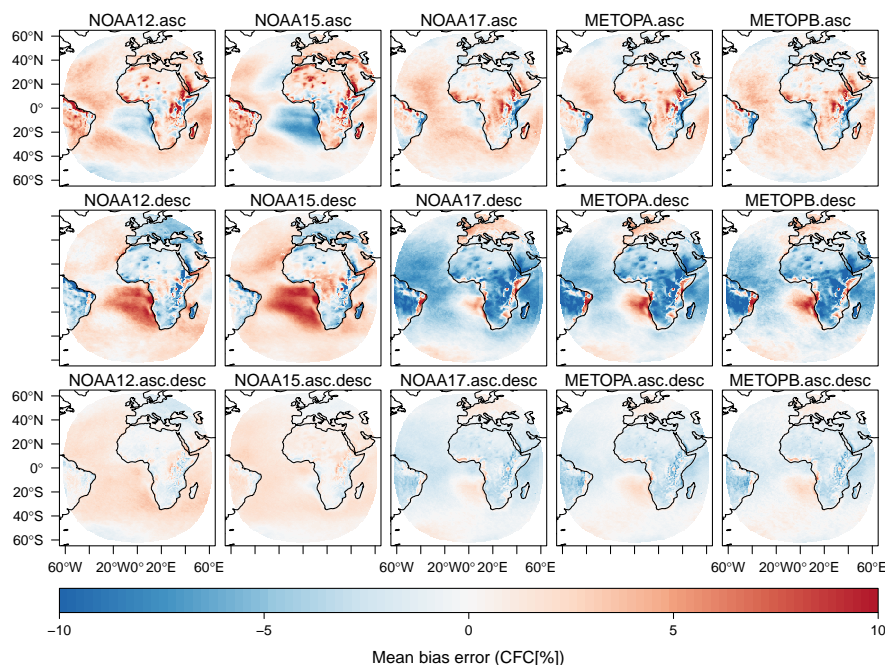 NOAA12.asc NOAA15.asc NOAA17.asc METOPA.asc METOPB.asc
60°N
40°N
20°N
0°
20°S
40°S
60°S
NOAA12.desc NOAA15.desc NOAA17.desc METOPA.desc METOPB.desc
NOAA12.asc.desc NOAA15.asc.desc NOAA17.asc.desc METOPA.asc.desc METOPB.asc.desc
60°N
40°N
20°N
0°
20°S
40°S
60°S
60°W 20°W0° 20°E 60°E 60°W 20°W0° 20°E 60°E 60°W 20°W0° 20°E 60°E
−10 −5 0 5 10
Mean bias error (CFC[%])